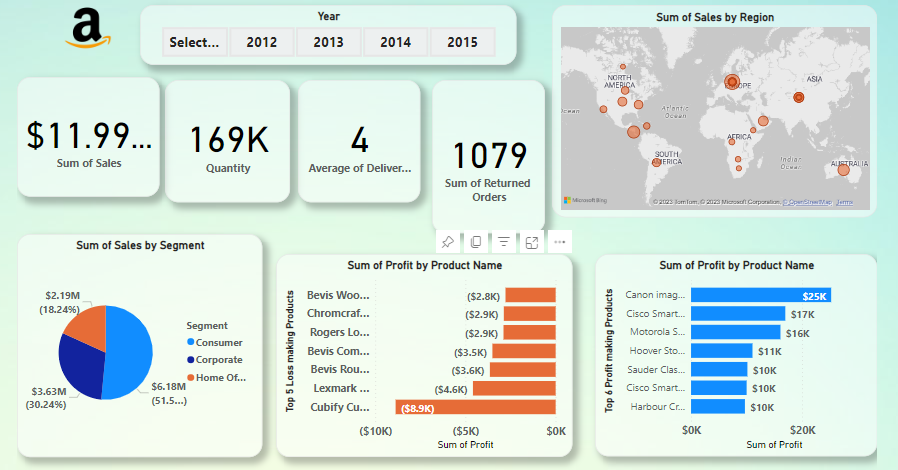 a
Year
Select...
2012
2013
2014
2015
$11.99...
Sum of Sales
169K
Quantity
4
Average of Deliver...
1079
Sum of Returned
Orders
Sum of Sales by Region
NORTH
AMERICA
EUROPE
ASIA
Atlantic
Ocean
AFRICA
SOUTH
AMERICA
Indian
Ocean
AUSTRALIA
Microsoft Bing
© 2023 TomTom, © 2023 Microsoft Corporation, © OpenStreetMap Terms
Sum of Sales by Segment
$2.19M
(18.24%)
$3.63M
(30.24%)
$6.18M
(51.5...)
Segment
Consumer
Corporate
Home Of...
Sum of Profit by Product Name
Top 5 Loss making Products
Bevis Woo...
($2.8K)
Chromcraf...
($2.9K)
Rogers Lo...
($2.9K)
Bevis Com...
($3.5K)
Bevis Rou...
($3.6K)
Lexmark ...
($4.6K)
Cubify Cu...
($8.9K)
($10K)
($5K)
$0K
Sum of Profit
Sum of Profit by Product Name
Top 6 Profit making Products
Canon imag...
$25K
Cisco Smart...
$17K
Motorola S...
$16K
Hoover Sto...
$11K
Sauder Clas...
$10K
Cisco Smart...
$10K
Harbour Cr...
$10K
$0K
$20K
Sum of Profit